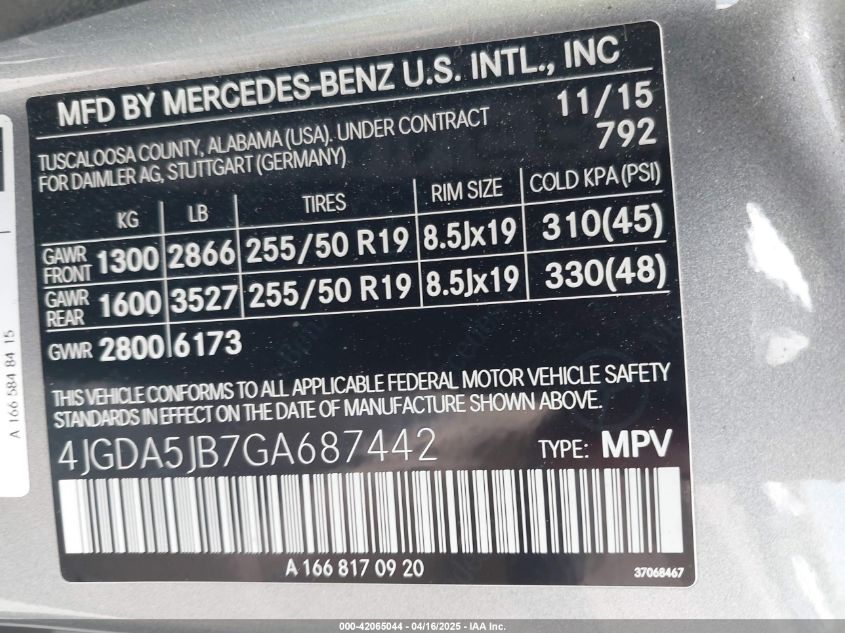 MFD BY MERCEDES-BENZ U.S. INTL., INC
TUSCALOOSA COUNTY, ALABAMA (USA). UNDER CONTRACT 11/15
FOR DAIMLER AG, STUTTGART (GERMANY) 792
KG LB TIRES RIM SIZE COLD KPA (PSI)
GAWR FRONT 1300 2866 255/50 R19 8.5Jx19 310(45)
GAWR REAR 1600 3527 255/50 R19 8.5Jx19 330(48)
GVWR 2800 6173
THIS VEHICLE CONFORMS TO ALL APPLICABLE FEDERAL MOTOR VEHICLE SAFETY
STANDARDS IN EFFECT ON THE DATE OF MANUFACTURE SHOWN ABOVE.
4JGDA5JB7GA687442 TYPE: MPV
A 166 817 09 20
37068467
A 166 584 84 15
000-42065044 - 04/16/2025 - IAA Inc.